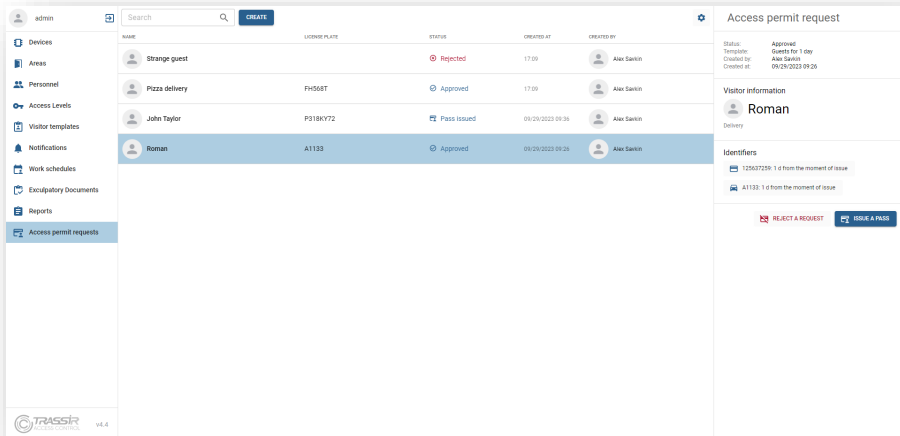 admin
Devices
Areas
Personnel
Access Levels
Visitor templates
Notifications
Work schedules
Exculpatory Documents
Reports
Access permit requests
TRASSIR
ACCESS CONTROL
v4.4
Search
CREATE
NAME LICENSE PLATE STATUS CREATED AT CREATED BY
Strange guest Rejected 17:09 Alex Savkin
Pizza delivery FH568T Approved 17:09 Alex Savkin
John Taylor P318KY72 Pass issued 09/29/2023 09:36 Alex Savkin
Roman A1133 Approved 09/29/2023 09:26 Alex Savkin
Access permit request
Status: Approved
Template: Guests for 1 day
Created by: Alex Savkin
Created at: 09/29/2023 09:26
Visitor information
Roman
Delivery
Identifiers
125637259: 1 d from the moment of issue
A1133: 1 d from the moment of issue
REJECT A REQUEST
ISSUE A PASS